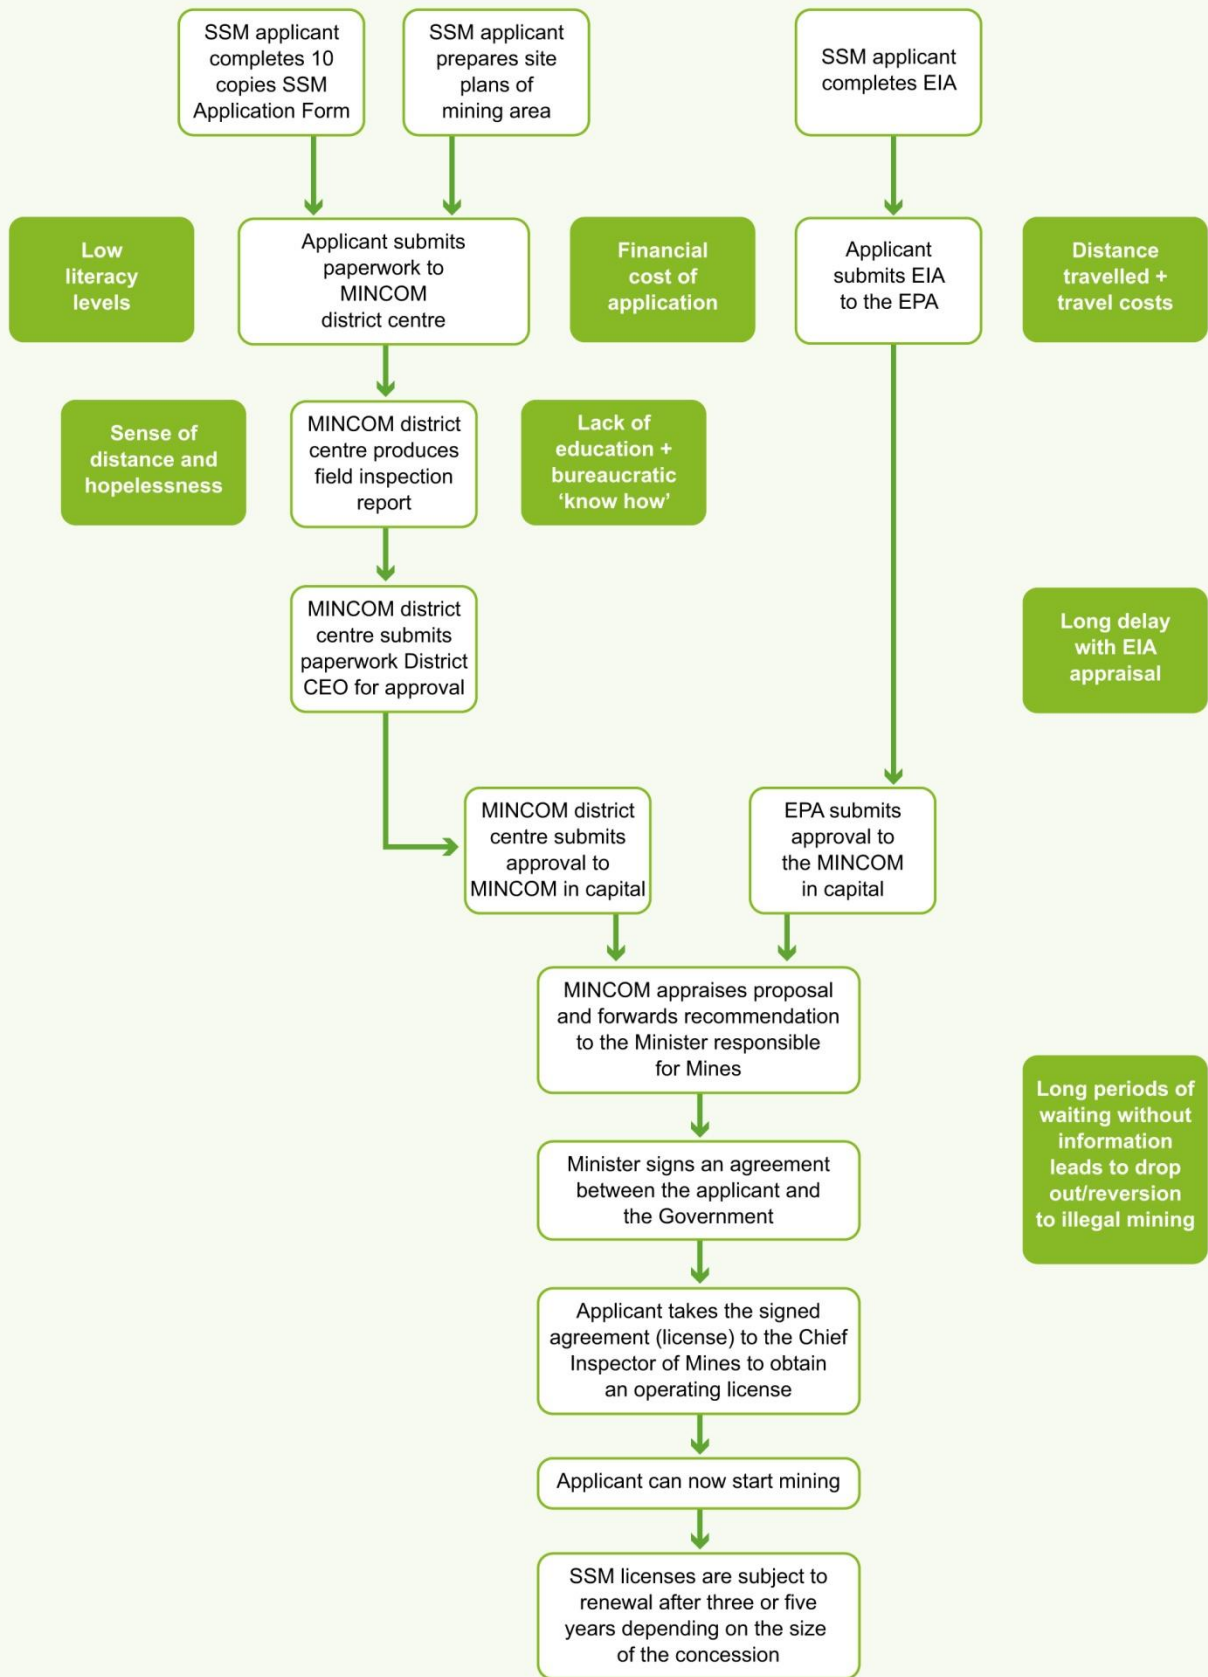 SSM applicant
completes 10
copies SSM
Application Form
SSM applicant
prepares site
plans of
mining area
SSM applicant
completes EIA
Low
literacy
levels
Applicant submits
paperwork to
MINCOM
district centre
Financial
cost of
application
Applicant
submits EIA
to the EPA
Distance
travelled +
travel costs
Sense of
distance and
hopelessness
MINCOM district
centre produces
field inspection
report
Lack of
education +
bureaucratic
‘know how’
MINCOM district
centre submits
paperwork District
CEO for approval
Long delay
with EIA
appraisal
MINCOM district
centre submits
approval to
MINCOM in capital
EPA submits
approval to
the MINCOM
in capital
MINCOM appraises proposal
and forwards recommendation
to the Minister responsible
for Mines
Long periods of
waiting without
information
leads to drop
out/reversion
to illegal mining
Minister signs an agreement
between the applicant and
the Government
Applicant takes the signed
agreement (license) to the Chief
Inspector of Mines to obtain
an operating license
Applicant can now start mining
SSM licenses are subject to
renewal after three or five
years depending on the size
of the concession